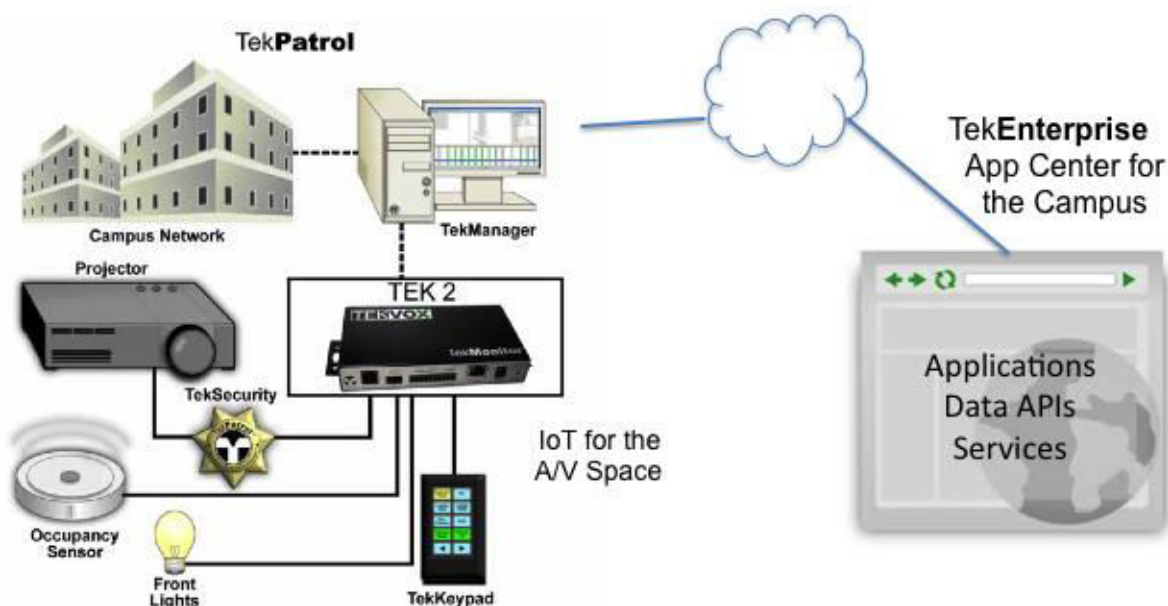 TekPatrol
Campus Network
TekManager
TekEnterprise
App Center for
the Campus
Projector
TEK 2
TEKVOX
TekMonitor
TekSecurity
IoT for the
A/V Space
Applications
Data APIs
Services
Occupancy
Sensor
Front
Lights
TekKeypad